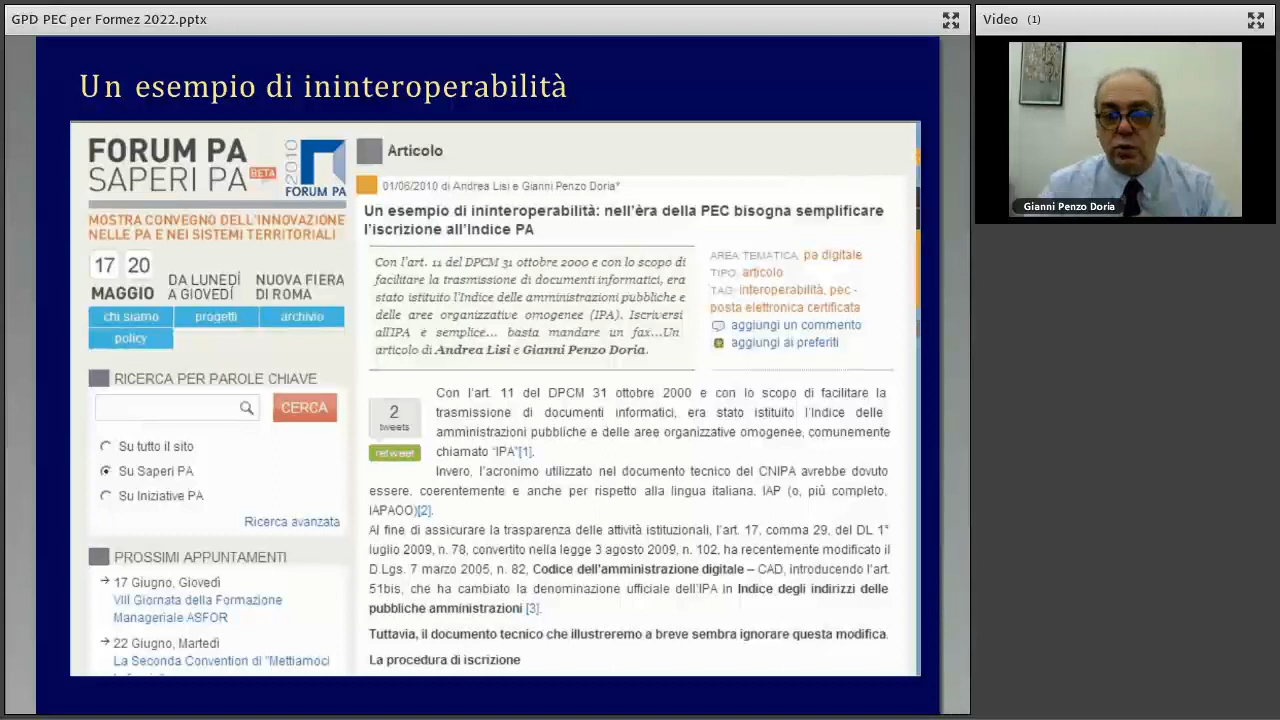 GPD PEC per Formez 2022.pptx
Video (1)
Gianni Penzo Doria
Un esempio di ininteroperabilità
FORUM PA
SAPERI PA BETA
2010
FORUM PA
MOSTRA CONVEGNO DELL'INNOVAZIONE
NELLE PA E NEI SISTEMI TERRITORIALI
17 20
MAGGIO
DA LUNEDÌ
A GIOVEDÍ
NUOVA FIERA
DI ROMA
chi siamo progetti archivio
policy
RICERCA PER PAROLE CHIAVE
CERCA
Su tutto il sito
Su Saperi PA
Su Iniziative PA
Ricerca avanzata
PROSSIMI APPUNTAMENTI
17 Giugno, Giovedì
VIII Giornata della Formazione
Manageriale ASFOR
22 Giugno, Martedì
La Seconda Convention di "Mettiamoci
Articolo
01/06/2010 di Andrea Lisi e Gianni Penzo Doria*
Un esempio di ininteroperabilità: nell'èra della PEC bisogna semplificare
l'iscrizione all'Indice PA
Con l'art. 11 del DPCM 31 ottobre 2000 e con lo scopo di
facilitare la trasmissione di documenti informatici, era
stato istituito l'Indice delle amministrazioni pubbliche e
delle aree organizzative omogenee (IPA). Iscriversi
all'IPA e semplice... basta mandare un fax...Un
articolo di Andrea Lisi e Gianni Penzo Doria.
AREA TEMATICA: pa digitale
TIPO: articolo
TAG: interoperabilità, pec -
posta elettronica certificata
aggiungi un commento
aggiungi ai preferiti
2
tweets
retweet
Con l'art. 11 del DPCM 31 ottobre 2000 e con lo scopo di facilitare la
trasmissione di documenti informatici, era stato istituito l'Indice delle
amministrazioni pubbliche e delle aree organizzative omogenee, comunemente
chiamato "IPA"[1].
Invero, l'acronimo utilizzato nel documento tecnico del CNIPA avrebbe dovuto
essere, coerentemente e anche per rispetto alla lingua italiana, IAP (o, più completo,
IAPAOO)[2].
Al fine di assicurare la trasparenza delle attività istituzionali, l'art. 17, comma 29, del DL 1°
luglio 2009, n. 78, convertito nella legge 3 agosto 2009, n. 102, ha recentemente modificato il
D.Lgs. 7 marzo 2005, n. 82, Codice dell'amministrazione digitale – CAD, introducendo l'art.
51bis, che ha cambiato la denominazione ufficiale dell'IPA in Indice degli indirizzi delle
pubbliche amministrazioni [3].
Tuttavia, il documento tecnico che illustreremo a breve sembra ignorare questa modifica.
La procedura di iscrizione